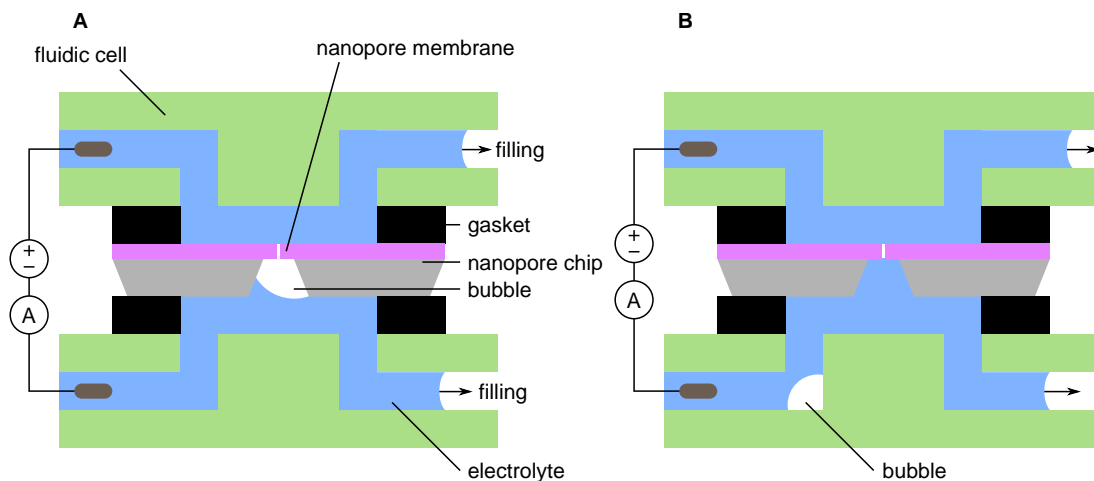 A
B
nanopore membrane
fluidic cell
filling
gasket
+
−
+
−
nanopore chip
bubble
A
A
filling
electrolyte
bubble